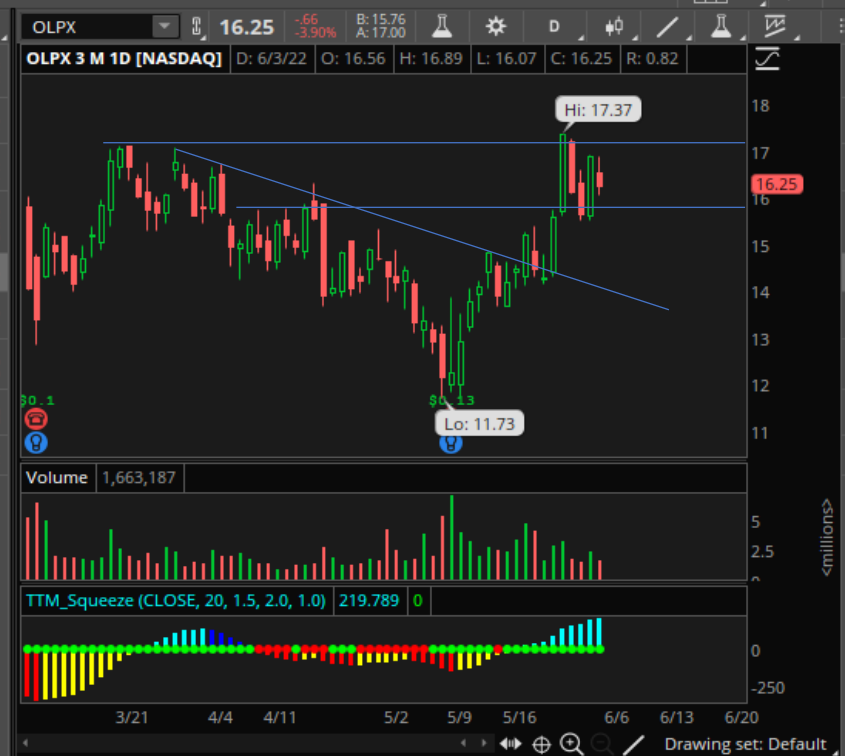 OLPX 16.25 -.66 B: 15.76 D
-3.90% A: 17.00
OLPX 3 M 1D [NASDAQ] D: 6/3/22 O: 16.56 H: 16.89 L: 16.07 C: 16.25 R: 0.82
18
Hi: 17.37
17
16.25
16
15
14
13
12
$0.1 $0.13
Lo: 11.73
11
Volume 1,663,187
5
2.5
<millions>
TTM_Squeeze (CLOSE, 20, 1.5, 2.0, 1.0) 219.789 0
0
-250
3/21 4/4 4/11 5/2 5/9 5/16 6/6 6/13 6/20
Drawing set: Default